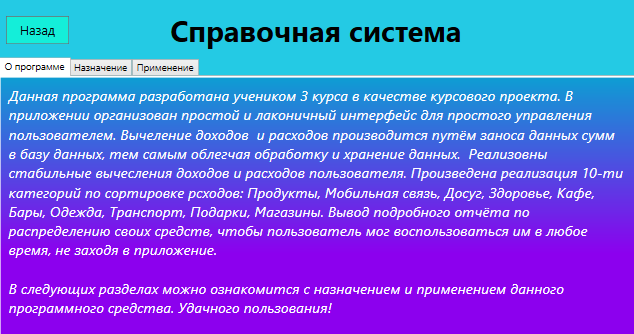 Назад
Справочная система
О программе Назначение Применение
Данная программа разработана учеником 3 курса в качестве курсового проекта. В
приложении организован простой и лаконичный интерфейс для простого управления
пользователем. Вычеление доходов  и расходов производится путём заноса данных сумм
в базу данных, тем самым облегчая обработку и хранение данных.  Реализовны
стабильные вычесления доходов и расходов пользователя. Произведена реализация 10-ти
категорий по сортировке рсходов: Продукты, Мобильная связь, Досуг, Здоровье, Кафе,
Бары, Одежда, Транспорт, Подарки, Магазины. Вывод подробного отчёта по
распределению своих средств, чтобы пользователь мог воспользоваться им в любое
время, не заходя в приложение.
В следующих разделах можно ознакомится с назначением и применением данного
программного средства. Удачного пользования!